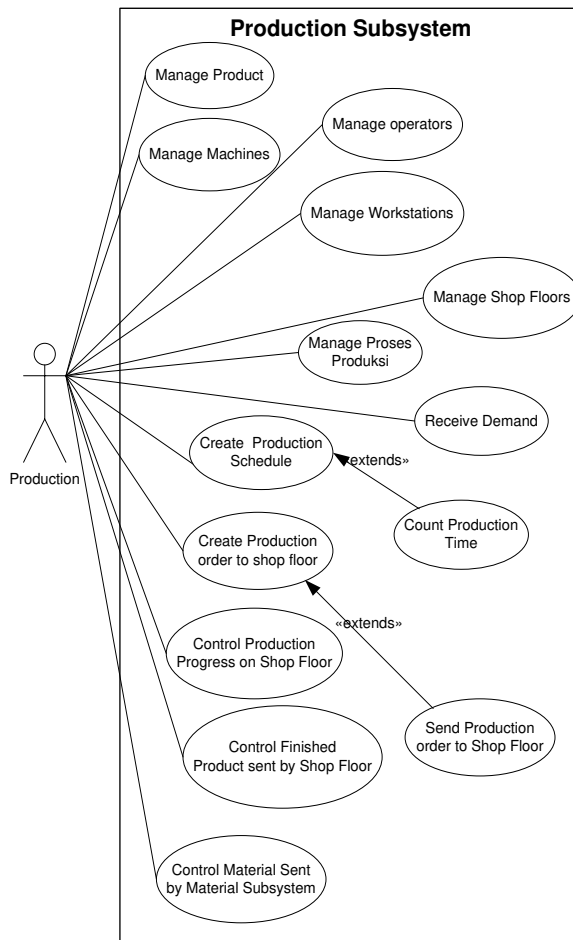 Production Subsystem
Manage Product
Manage operators
Manage Machines
Manage Workstations
Manage Shop Floors
Manage Proses
Produksi
Receive Demand
Create Production
Schedule
«extends»
Count Production
Time
Production
Create Production
order to shop floor
«extends»
Control Production
Progress on Shop Floor
Send Production
order to Shop Floor
Control Finished
Product sent by Shop Floor
Control Material Sent
by Material Subsystem